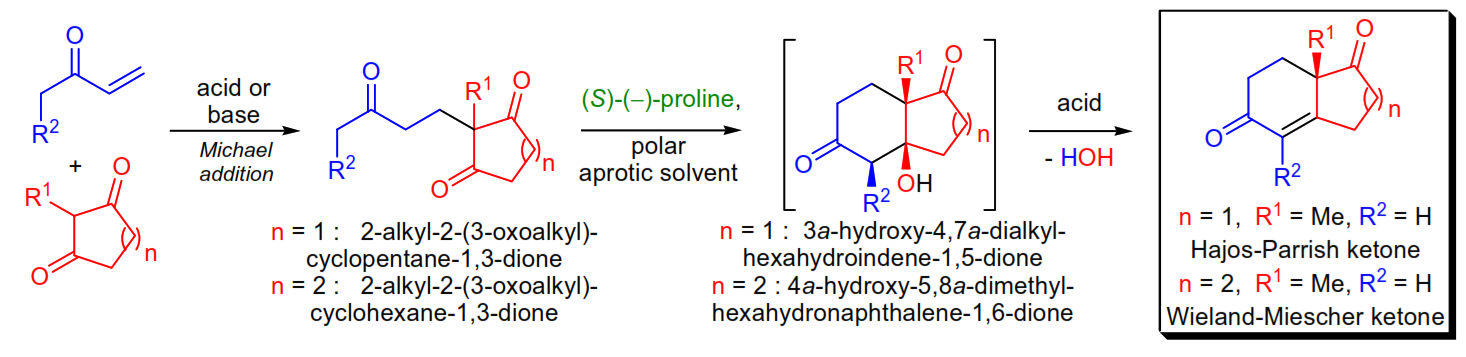 O
R²
+
O
R¹
O
n
acid or
base
Michael
addition
O
R²
R¹
O
O
n
n = 1 : 2-alkyl-2-(3-oxoalkyl)-
cyclopentane-1,3-dione
n = 2 : 2-alkyl-2-(3-oxoalkyl)-
cyclohexane-1,3-dione
(S)-(−)-proline,
polar
aprotic solvent
R¹
O
n
O
R²
OH
n = 1 : 3a-hydroxy-4,7a-dialkyl-
hexahydroindene-1,5-dione
n = 2 : 4a-hydroxy-5,8a-dimethyl-
hexahydronaphthalene-1,6-dione
acid
- HOH
R¹
O
n
O
R²
n = 1, R¹ = Me, R² = H
Hajos-Parrish ketone
n = 2, R¹ = Me, R² = H
Wieland-Miescher ketone